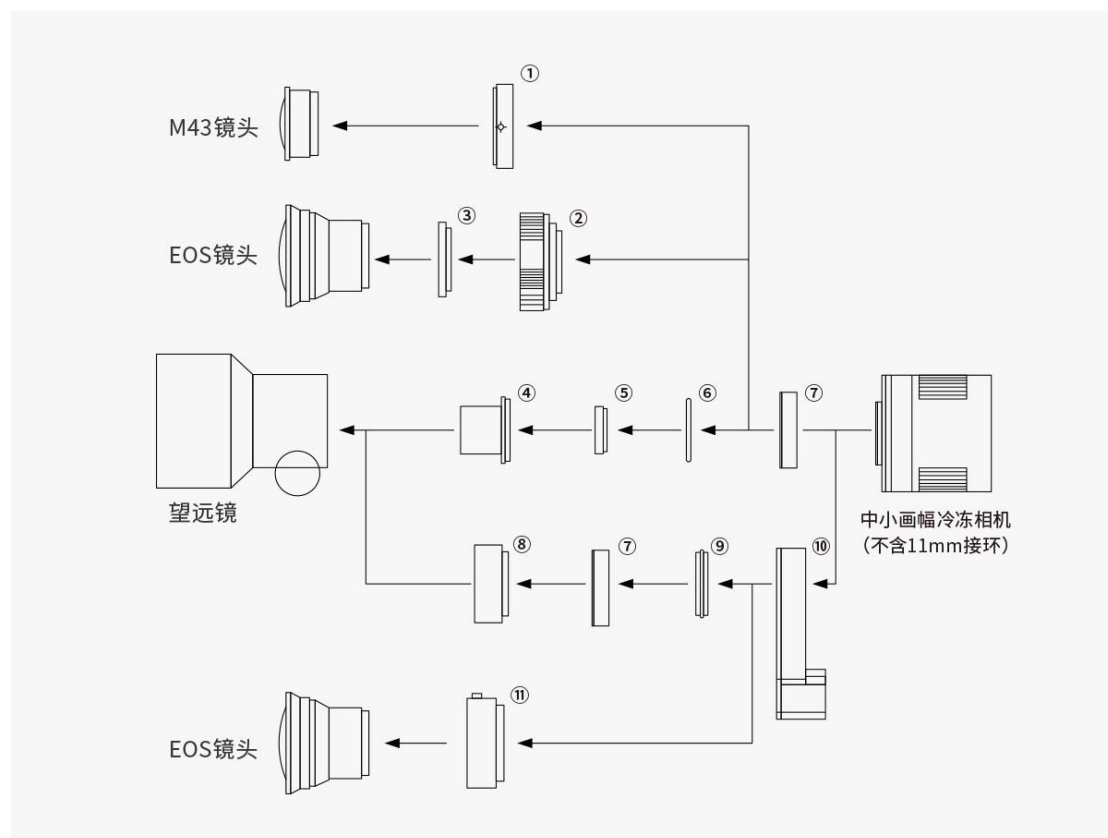 ①
M43镜头
③
②
EOS镜头
④
⑤
⑥
⑦
望远镜
中小画幅冷冻相机
（不含11mm接环）
⑧
⑦
⑨
⑩
⑪
EOS镜头